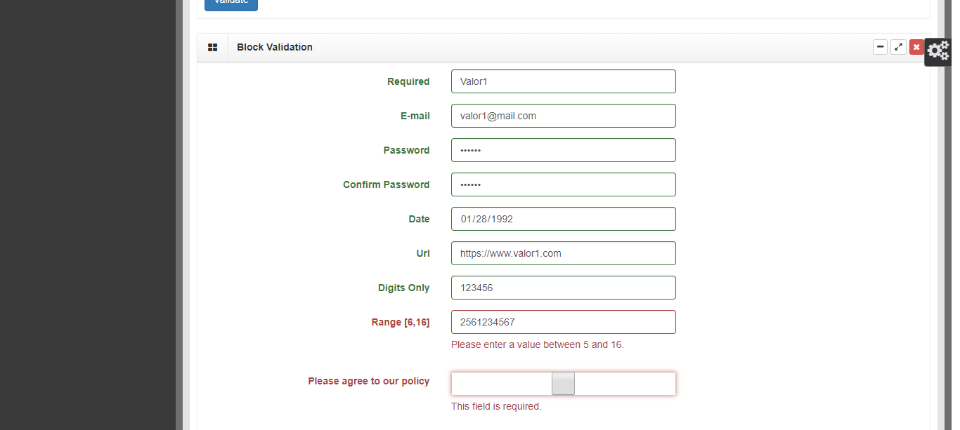 Validate
Block Validation
Required
Valor1
E-mail
valor1@mail.com
Password
••••••
Confirm Password
••••••
Date
01/28/1992
Url
https://www.valor1.com
Digits Only
123456
Range [6,16]
2561234567
Please enter a value between 5 and 16.
Please agree to our policy
This field is required.